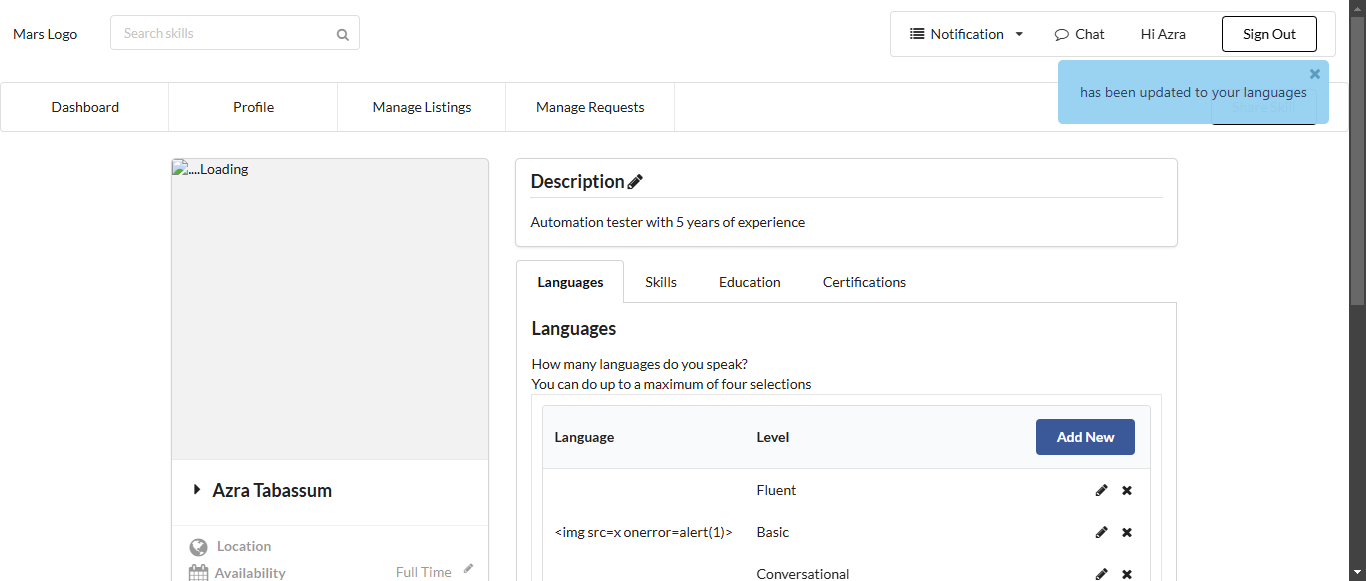 Mars Logo
Search skills
Notification
Chat
Hi Azra
Sign Out
has been updated to your languages
Dashboard
Profile
Manage Listings
Manage Requests
....Loading
Description
Automation tester with 5 years of experience
Languages
Skills
Education
Certifications
Languages
How many languages do you speak?
You can do up to a maximum of four selections
Language
Level
Add New
Fluent
<img src=x onerror=alert(1)>
Basic
Conversational
Azra Tabassum
Location
Availability
Full Time